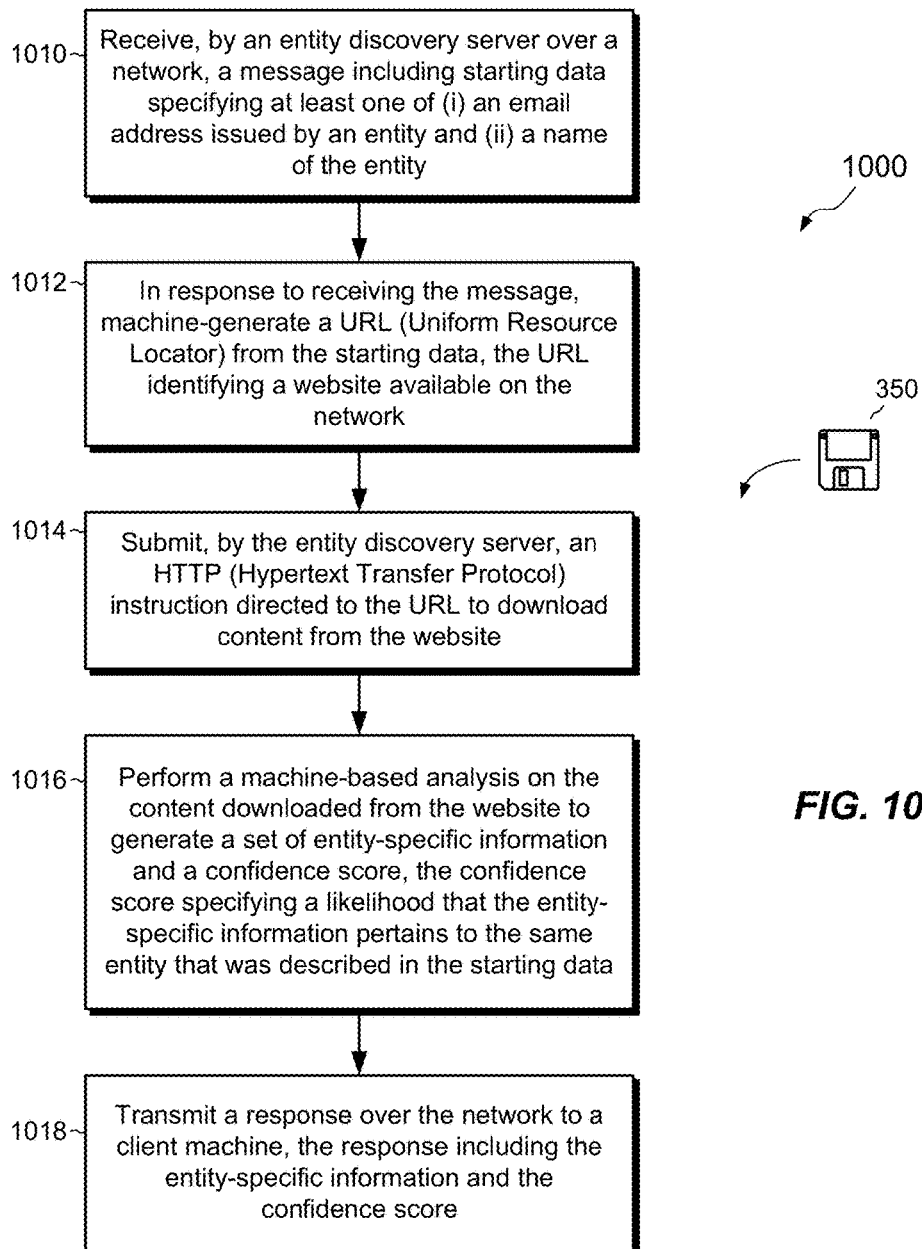 1010
Receive, by an entity discovery server over a
network, a message including starting data
specifying at least one of (i) an email
address issued by an entity and (ii) a name
of the entity
1000
1012
In response to receiving the message,
machine-generate a URL (Uniform Resource
Locator) from the starting data, the URL
identifying a website available on the
network
350
1014
Submit, by the entity discovery server, an
HTTP (Hypertext Transfer Protocol)
instruction directed to the URL to download
content from the website
1016
Perform a machine-based analysis on the
content downloaded from the website to
generate a set of entity-specific information
and a confidence score, the confidence
score specifying a likelihood that the entity-
specific information pertains to the same
entity that was described in the starting data
FIG. 10
1018
Transmit a response over the network to a
client machine, the response including the
entity-specific information and the
confidence score